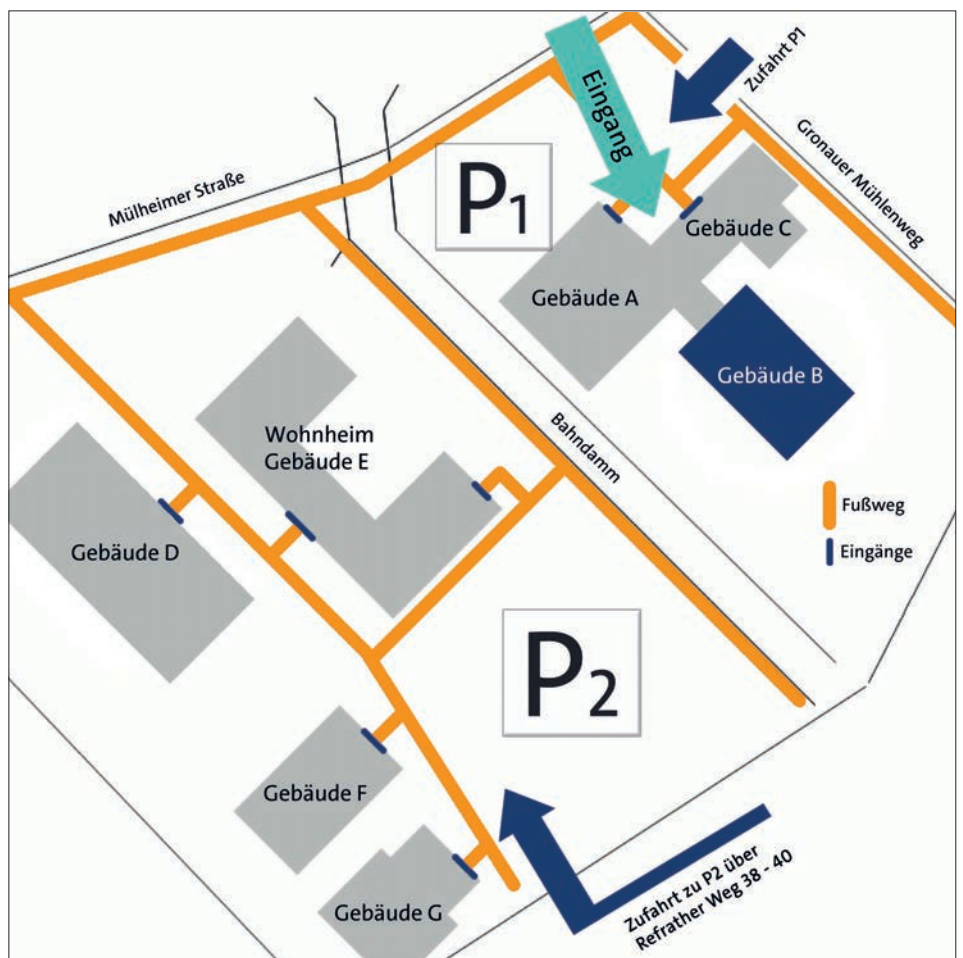 Zufahrt P1
Eingang
Gronauer Mühlenweg
Mülheimer Straße
P1
Gebäude C
Gebäude A
Gebäude B
Bahndamm
Wohnheim
Gebäude E
Fußweg
Eingänge
Gebäude D
P2
Gebäude F
Gebäude G
Zufahrt zu P2 über
Refrather Weg 38 - 40